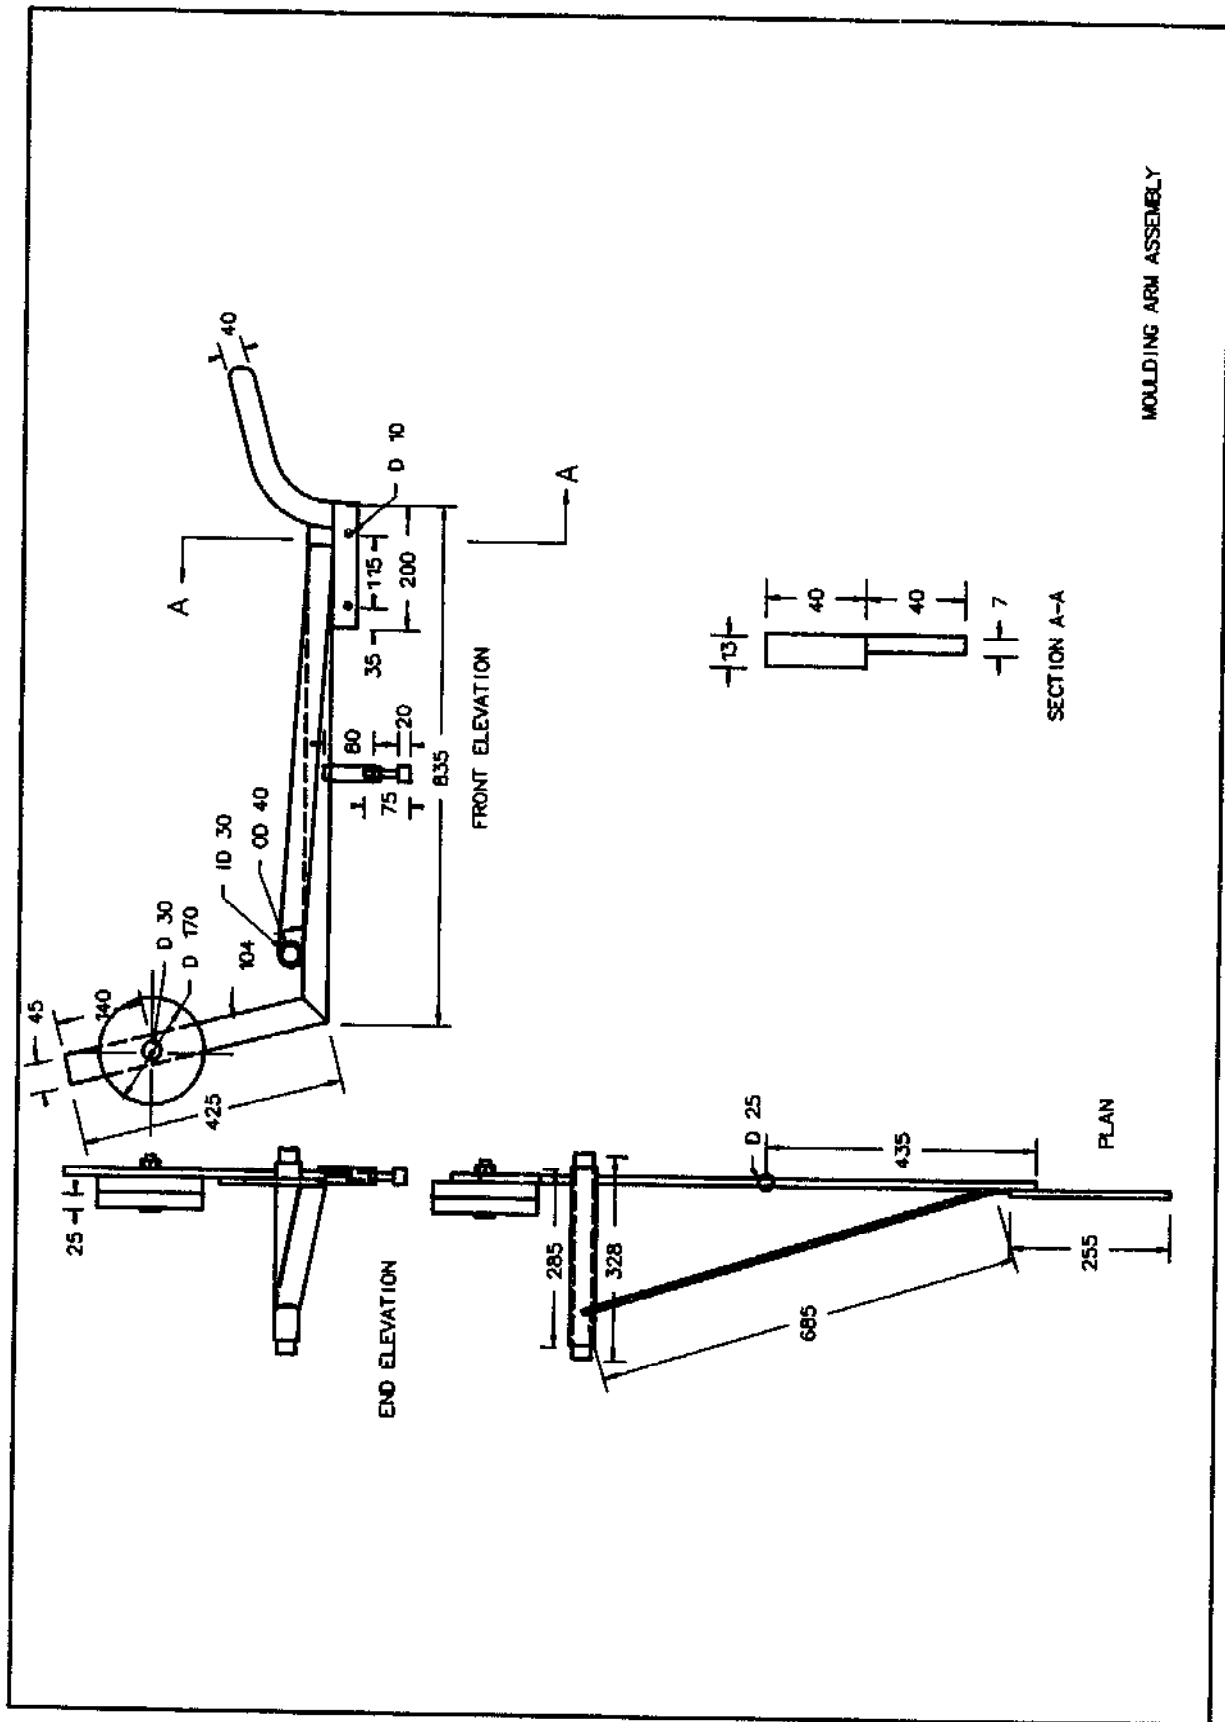 45
140
D 30
D 170
104
425
ID 30
OD 40
A
A
40
D 10
115
200
35
80
20
75
835
FRONT ELEVATION
25
END ELEVATION
285
328
685
D 25
435
255
PLAN
13
40
40
7
SECTION A-A
MOULDING ARM ASSEMBLY